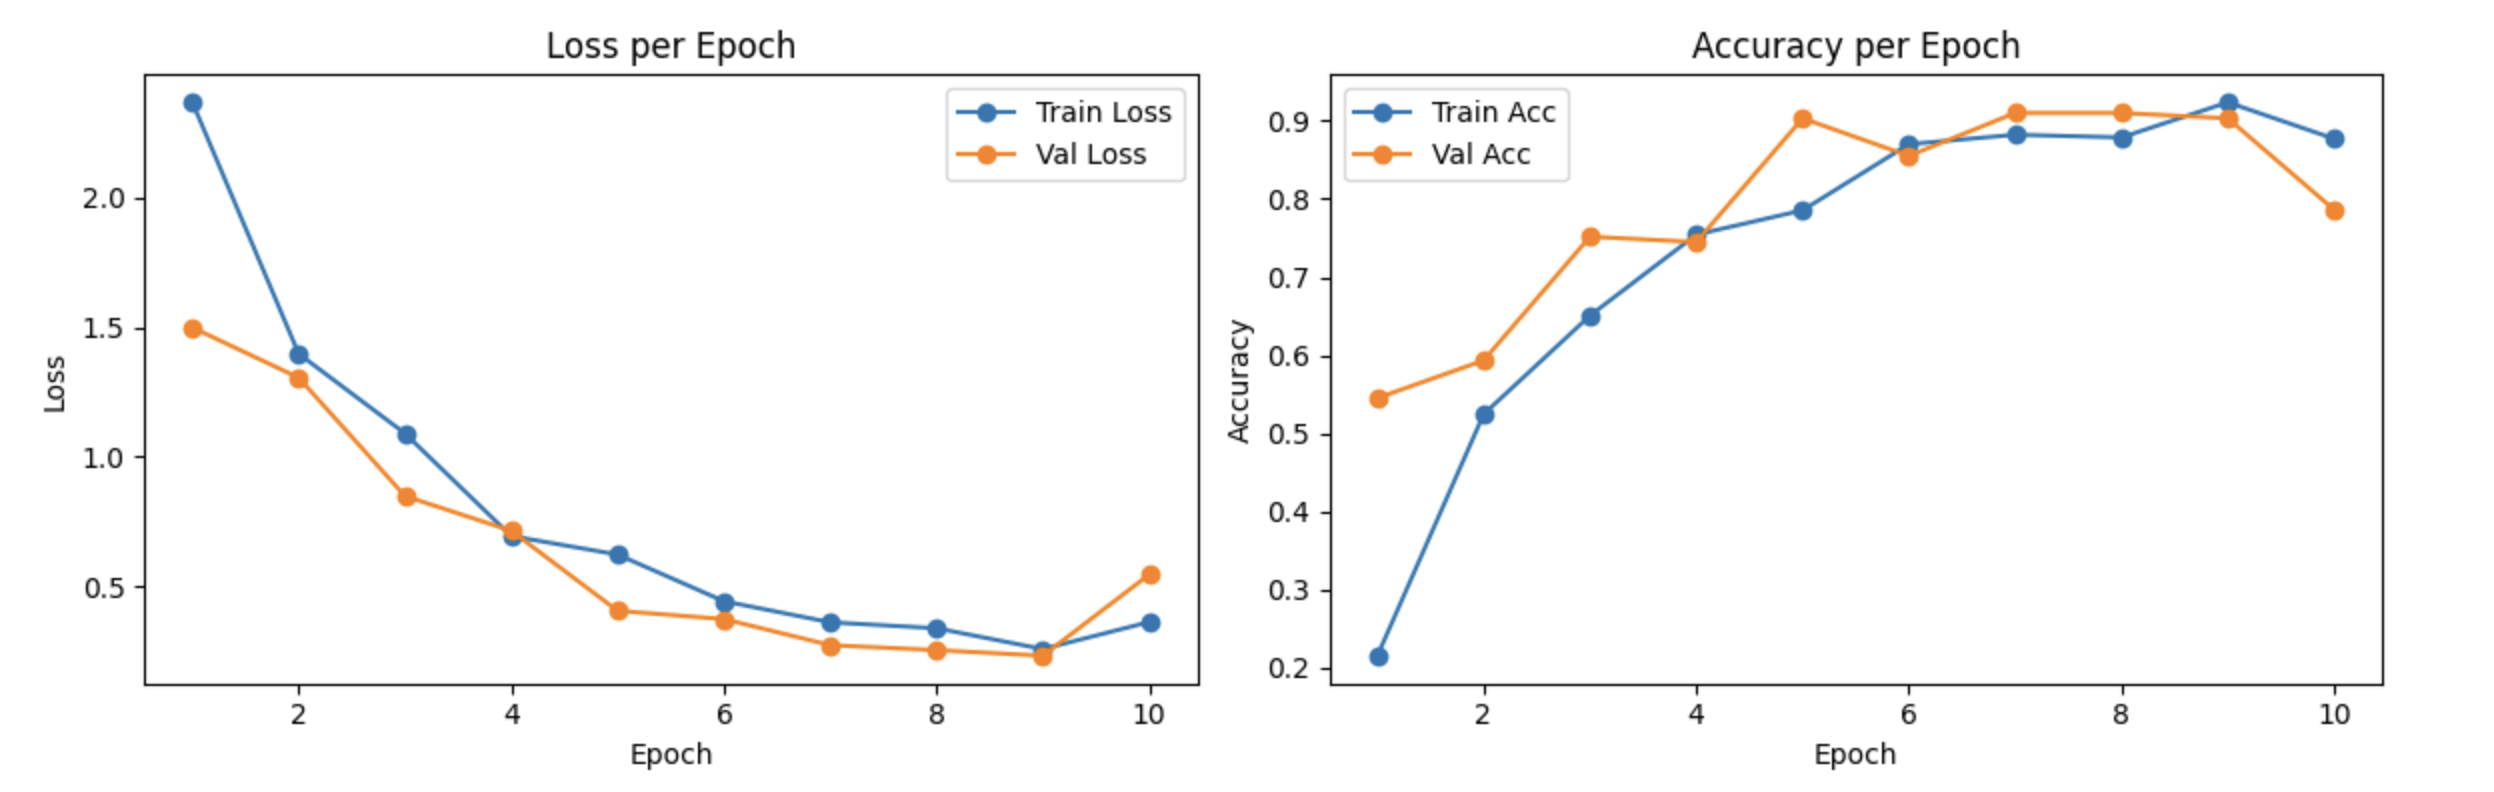 Loss per Epoch
Train Loss
Val Loss
2.0
1.5
1.0
0.5
Loss
2 4 6 8 10
Epoch
Accuracy per Epoch
Train Acc
Val Acc
0.9
0.8
0.7
0.6
0.5
0.4
0.3
0.2
Accuracy
2 4 6 8 10
Epoch